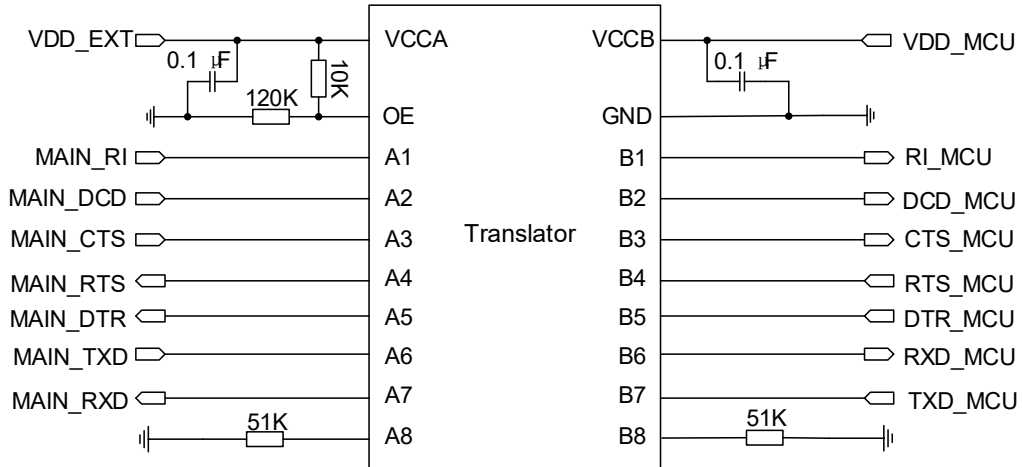 VDD_EXT VCCA VCCB VDD_MCU
0.1 μF 10K 0.1 μF
120K OE GND
MAIN_RI A1 B1 RI_MCU
MAIN_DCD A2 B2 DCD_MCU
MAIN_CTS A3 Translator B3 CTS_MCU
MAIN_RTS A4 B4 RTS_MCU
MAIN_DTR A5 B5 DTR_MCU
MAIN_TXD A6 B6 RXD_MCU
MAIN_RXD A7 B7 TXD_MCU
51K A8 B8 51K